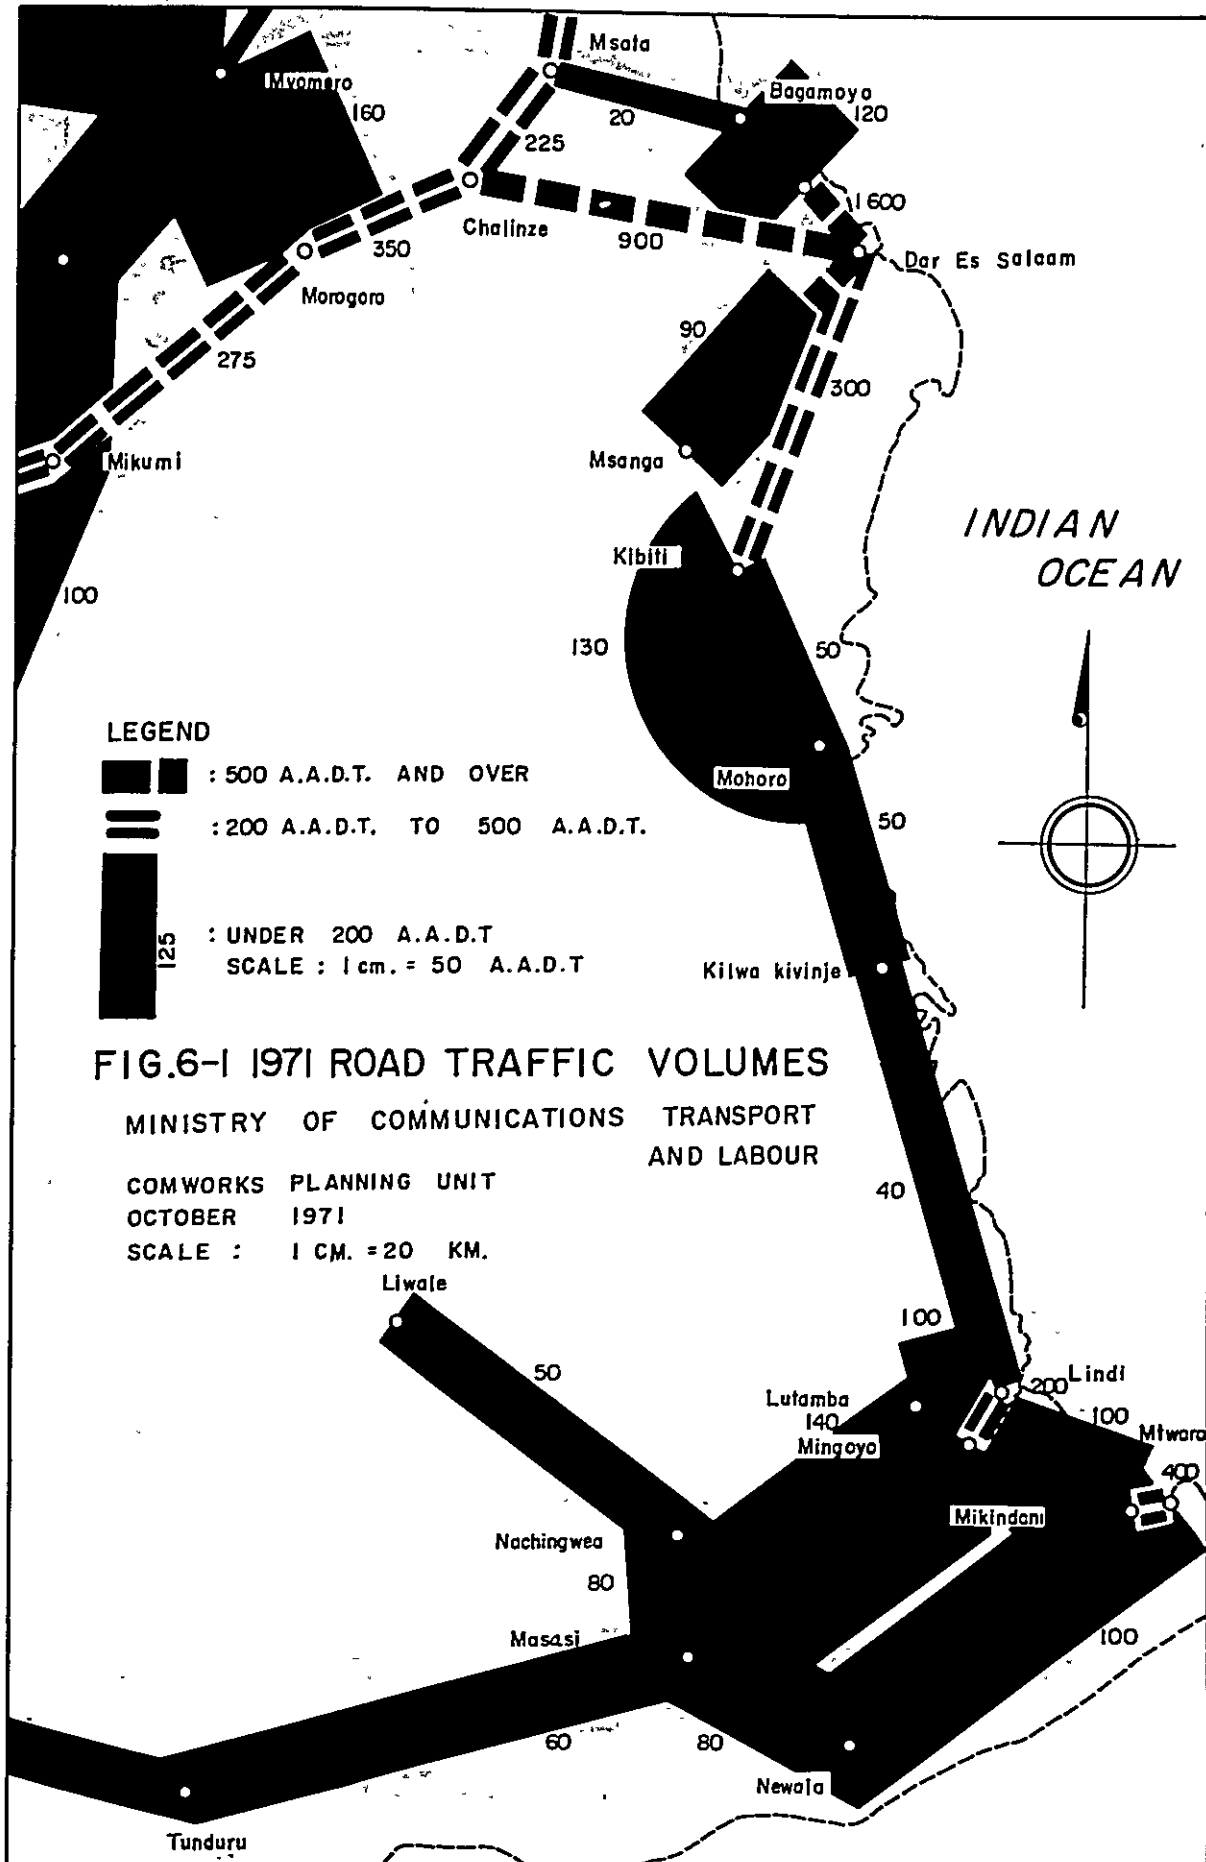 Msata
Mvomero
160
Bagamoyo
120
20
225
1600
Chalinze
900
350
Dar Es Salaam
Morogoro
90
275
300
Mikumi
Msanga
INDIAN
OCEAN
Kibiti
100
130
50
LEGEND
: 500 A.A.D.T. AND OVER
Mohoro
: 200 A.A.D.T. TO 500 A.A.D.T.
50
125
: UNDER 200 A.A.D.T
SCALE : 1 cm. = 50 A.A.D.T
Kilwa kivinje
FIG.6-1 1971 ROAD TRAFFIC VOLUMES
MINISTRY OF COMMUNICATIONS TRANSPORT
AND LABOUR
COMWORKS PLANNING UNIT
40
OCTOBER 1971
SCALE : 1 CM. = 20 KM.
Liwale
100
50
Lindi
200
Lutamba
100
140
Mtwara
Mingoyo
400
Mikindani
Nachingwea
80
Masasi
100
60
80
Newala
Tunduru